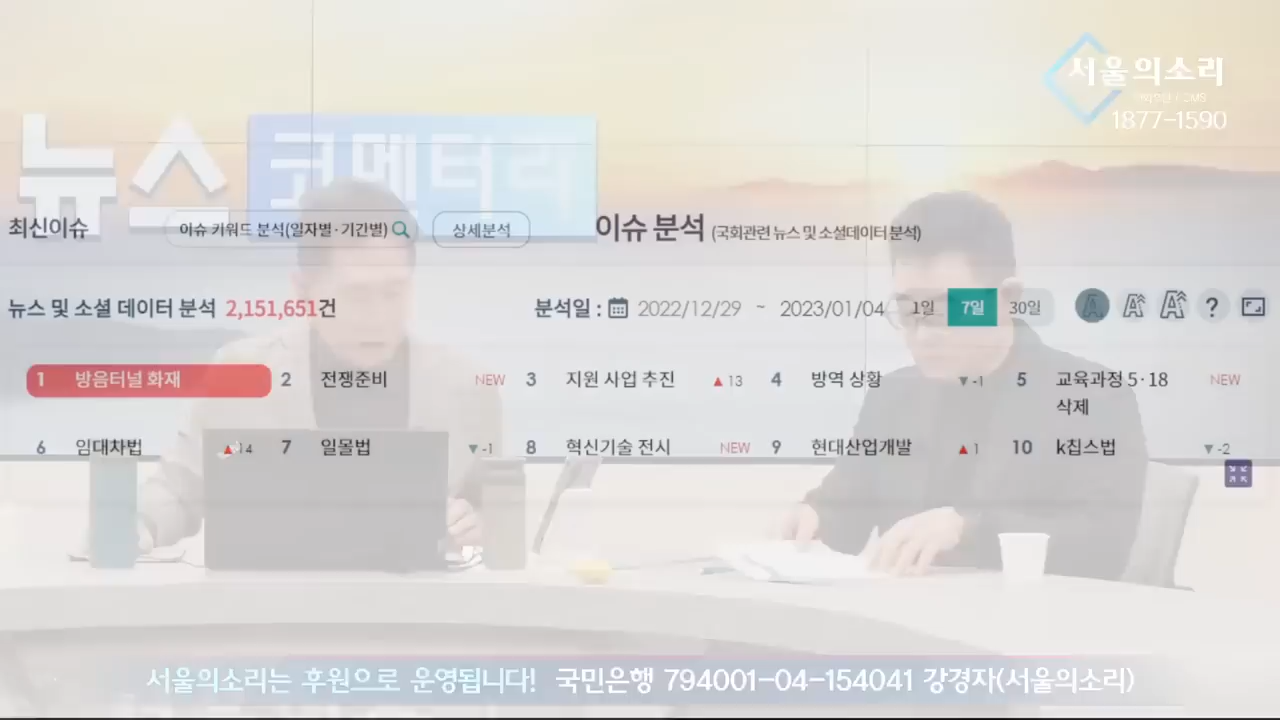 서울의소리
1877-1590
뉴스 코멘터리
최신이슈 이슈 키워드 분석(일자별·기간별) 상세분석 이슈 분석 (국회관련 뉴스 및 소셜데이터 분석)
뉴스 및 소셜 데이터 분석 2,151,651건 분석일 : 2022/12/29 ~ 2023/01/04 1일 7일 30일 A A A ?
1 방음터널 화재 2 전쟁준비 NEW 3 지원 사업 추진 ▲ 13 4 방역 상황 ▼ -1 5 교육과정 5·18 NEW
삭제
6 임대차법 ▲ 14 7 일몰법 ▼ -1 8 혁신기술 전시 NEW 9 현대산업개발 ▲ 1 10 k칩스법 ▼ -2
서울의소리는 후원으로 운영됩니다! 국민은행 794001-04-154041 강경자(서울의소리)